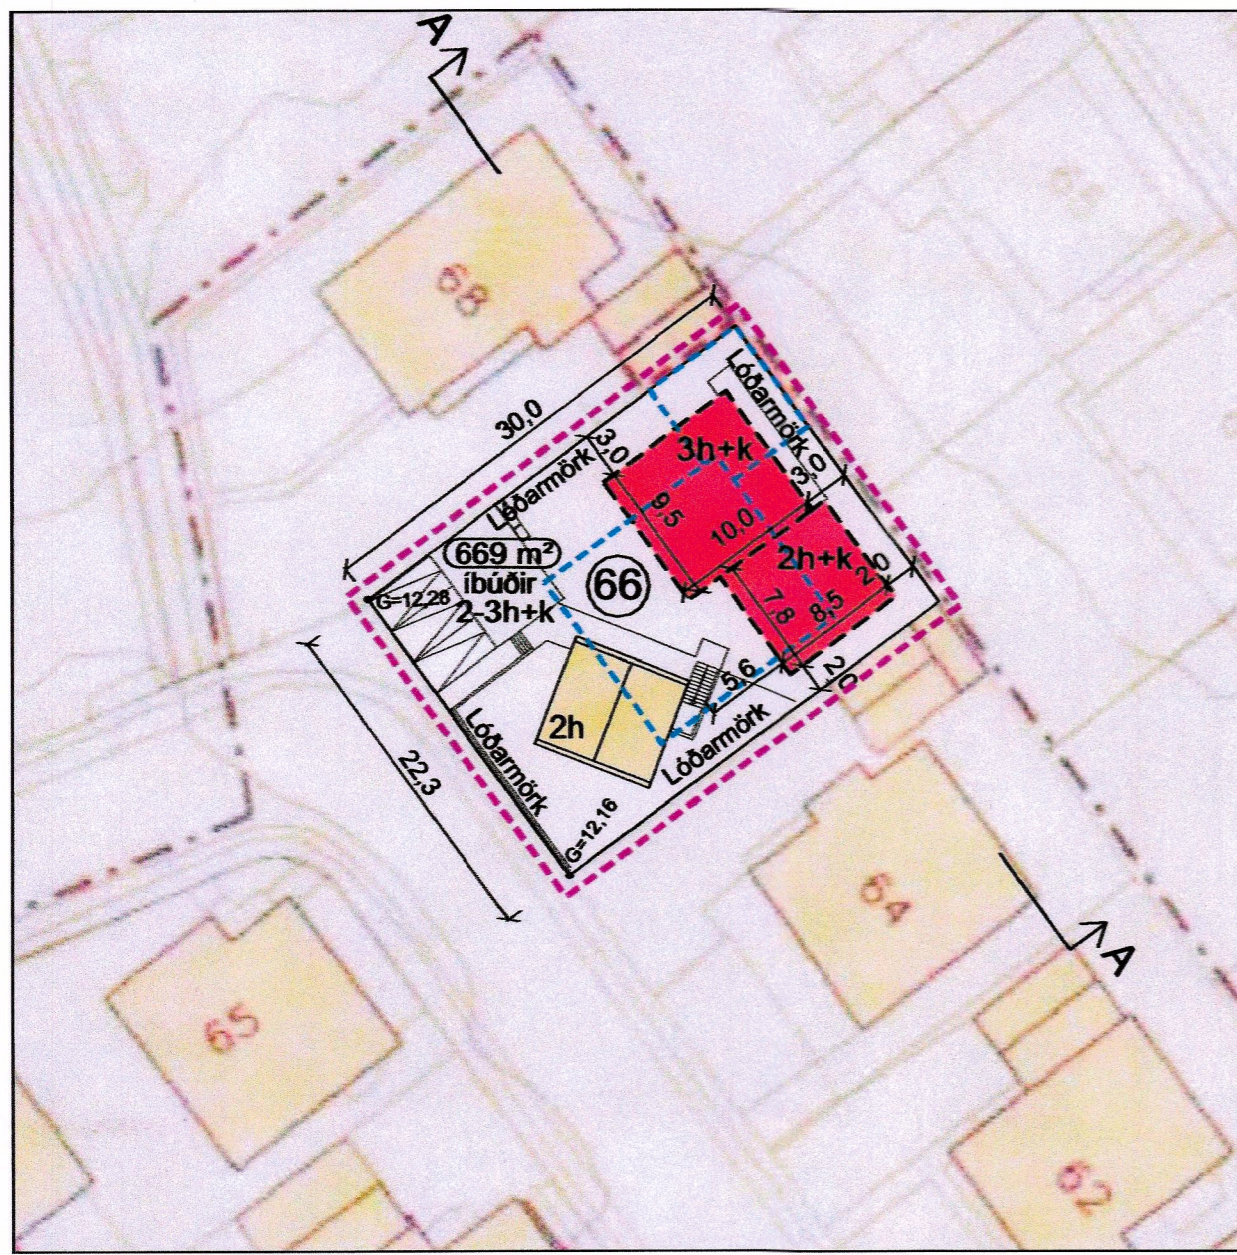 A
68
30,0
Lóðarmörk
3,0
3h+k
Lóðarmörk
3,0
9,5
10,0
669 m²
íbúðir
2-3h+k
66
G=12,28
2h+k
2,0
7,8
8,5
5,6
2,0
2h
Lóðarmörk
Lóðarmörk
22,3
G=12,16
64
A
65
62